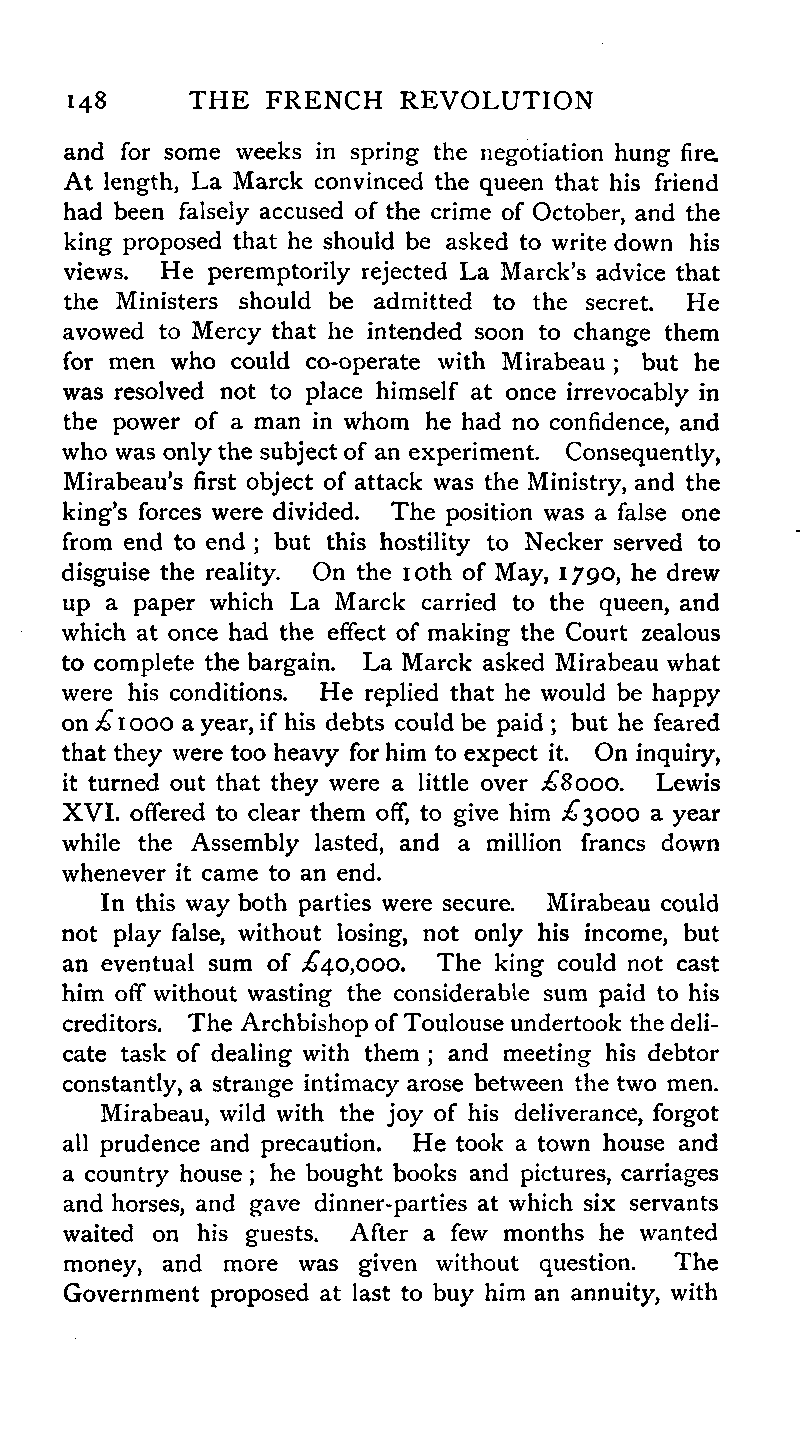 148 THE FRENCH REVOLUTION
and for some weeks in spring the negotiation hung fire.
At length, La Marck convinced the queen that his friend
had been falsely accused of the crime of October, and the
king proposed that he should be asked to write down his
views. He peremptorily rejected La Marck's advice that
the Ministers should be admitted to the secret. He
avowed to Mercy that he intended soon to change them
for men who could co-operate with Mirabeau ; but he
was resolved not to place himself at once irrevocably in
the power of a man in whom he had no confidence, and
who was only the subject of an experiment. Consequently,
Mirabeau's first object of attack was the Ministry, and the
king's forces were divided. The position was a false one
from end to end ; but this hostility to Necker served to
disguise the reality. On the 10th of May, 1790, he drew
up a paper which La Marck carried to the queen, and
which at once had the effect of making the Court zealous
to complete the bargain. La Marck asked Mirabeau what
were his conditions. He replied that he would be happy
on £1000 a year, if his debts could be paid ; but he feared
that they were too heavy for him to expect it. On inquiry,
it turned out that they were a little over £8000. Lewis
XVI. offered to clear them off, to give him £3000 a year
while the Assembly lasted, and a million francs down
whenever it came to an end.
In this way both parties were secure. Mirabeau could
not play false, without losing, not only his income, but
an eventual sum of £40,000. The king could not cast
him off without wasting the considerable sum paid to his
creditors. The Archbishop of Toulouse undertook the deli-
cate task of dealing with them ; and meeting his debtor
constantly, a strange intimacy arose between the two men.
Mirabeau, wild with the joy of his deliverance, forgot
all prudence and precaution. He took a town house and
a country house ; he bought books and pictures, carriages
and horses, and gave dinner-parties at which six servants
waited on his guests. After a few months he wanted
money, and more was given without question. The
Government proposed at last to buy him an annuity, with